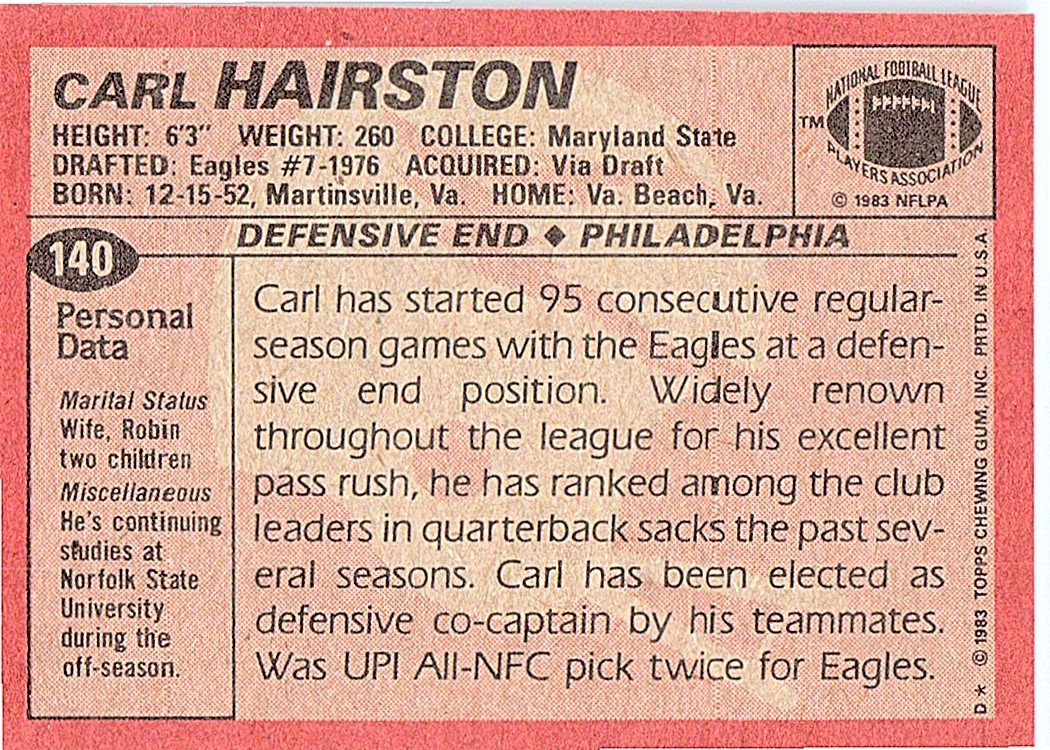 CARL HAIRSTON
HEIGHT: 6'3" WEIGHT: 260 COLLEGE: Maryland State
DRAFTED: Eagles #7-1976 ACQUIRED: Via Draft
BORN: 12-15-52, Martinsville, Va. HOME: Va. Beach, Va.
NATIONAL FOOTBALL LEAGUE
TM
PLAYERS ASSOCIATION
© 1983 NFLPA
DEFENSIVE END ♦ PHILADELPHIA
140
Personal
Data
Marital Status
Wife, Robin
two children
Miscellaneous
He's continuing
studies at
Norfolk State
University
during the
off-season.
Carl has started 95 consecutive regular-
season games with the Eagles at a defen-
sive end position. Widely renown
throughout the league for his excellent
pass rush, he has ranked among the club
leaders in quarterback sacks the past sev-
eral seasons. Carl has been elected as
defensive co-captain by his teammates.
Was UPI All-NFC pick twice for Eagles.
D* © 1983 TOPPS CHEWING GUM, INC. PRTD. IN U.S.A.